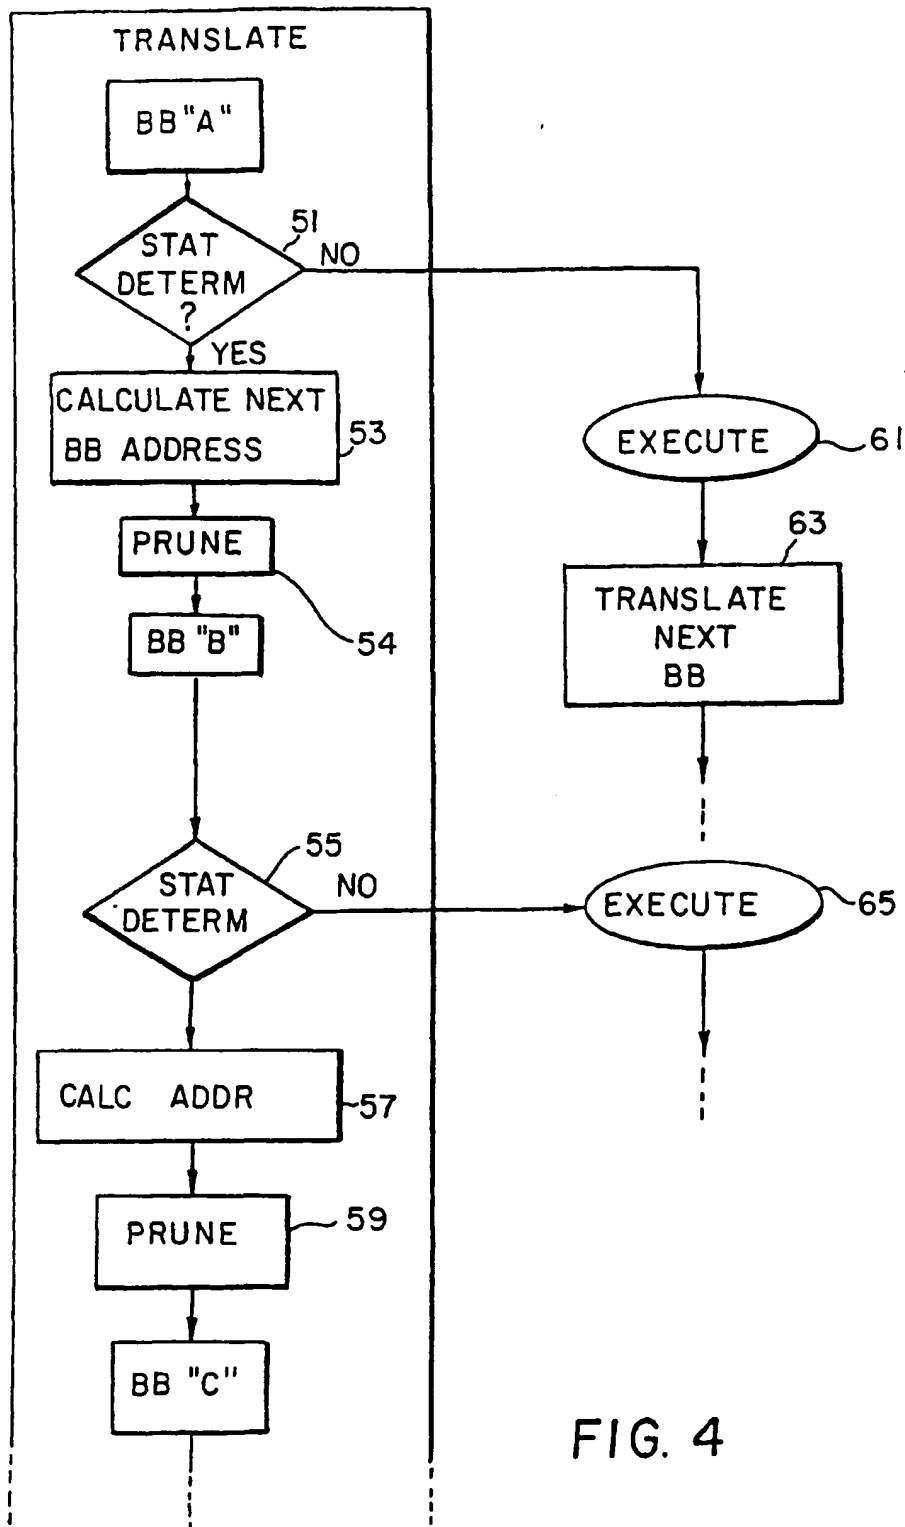 TRANSLATE
BB "A"
51
STAT
DETERM
?
NO
YES
CALCULATE NEXT
BB ADDRESS
53
PRUNE
54
BB "B"
EXECUTE
61
63
TRANSLATE
NEXT
BB
55
STAT
DETERM
NO
EXECUTE
65
CALC ADDR
57
PRUNE
59
BB "C"
FIG. 4